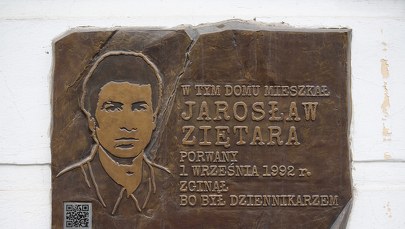 W TYM DOMU MIESZKAŁ
JAROSŁAW
ZIĘTARA
PORWANY
1 WRZEŚNIA 1992 r.
ZGINĄŁ
BO BYŁ DZIENNIKARZEM